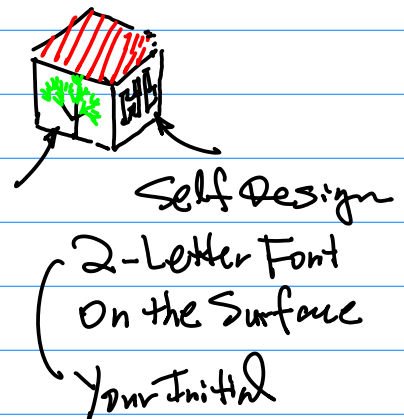 Self Design
2-Letter Font
On the Surface
Your Initial